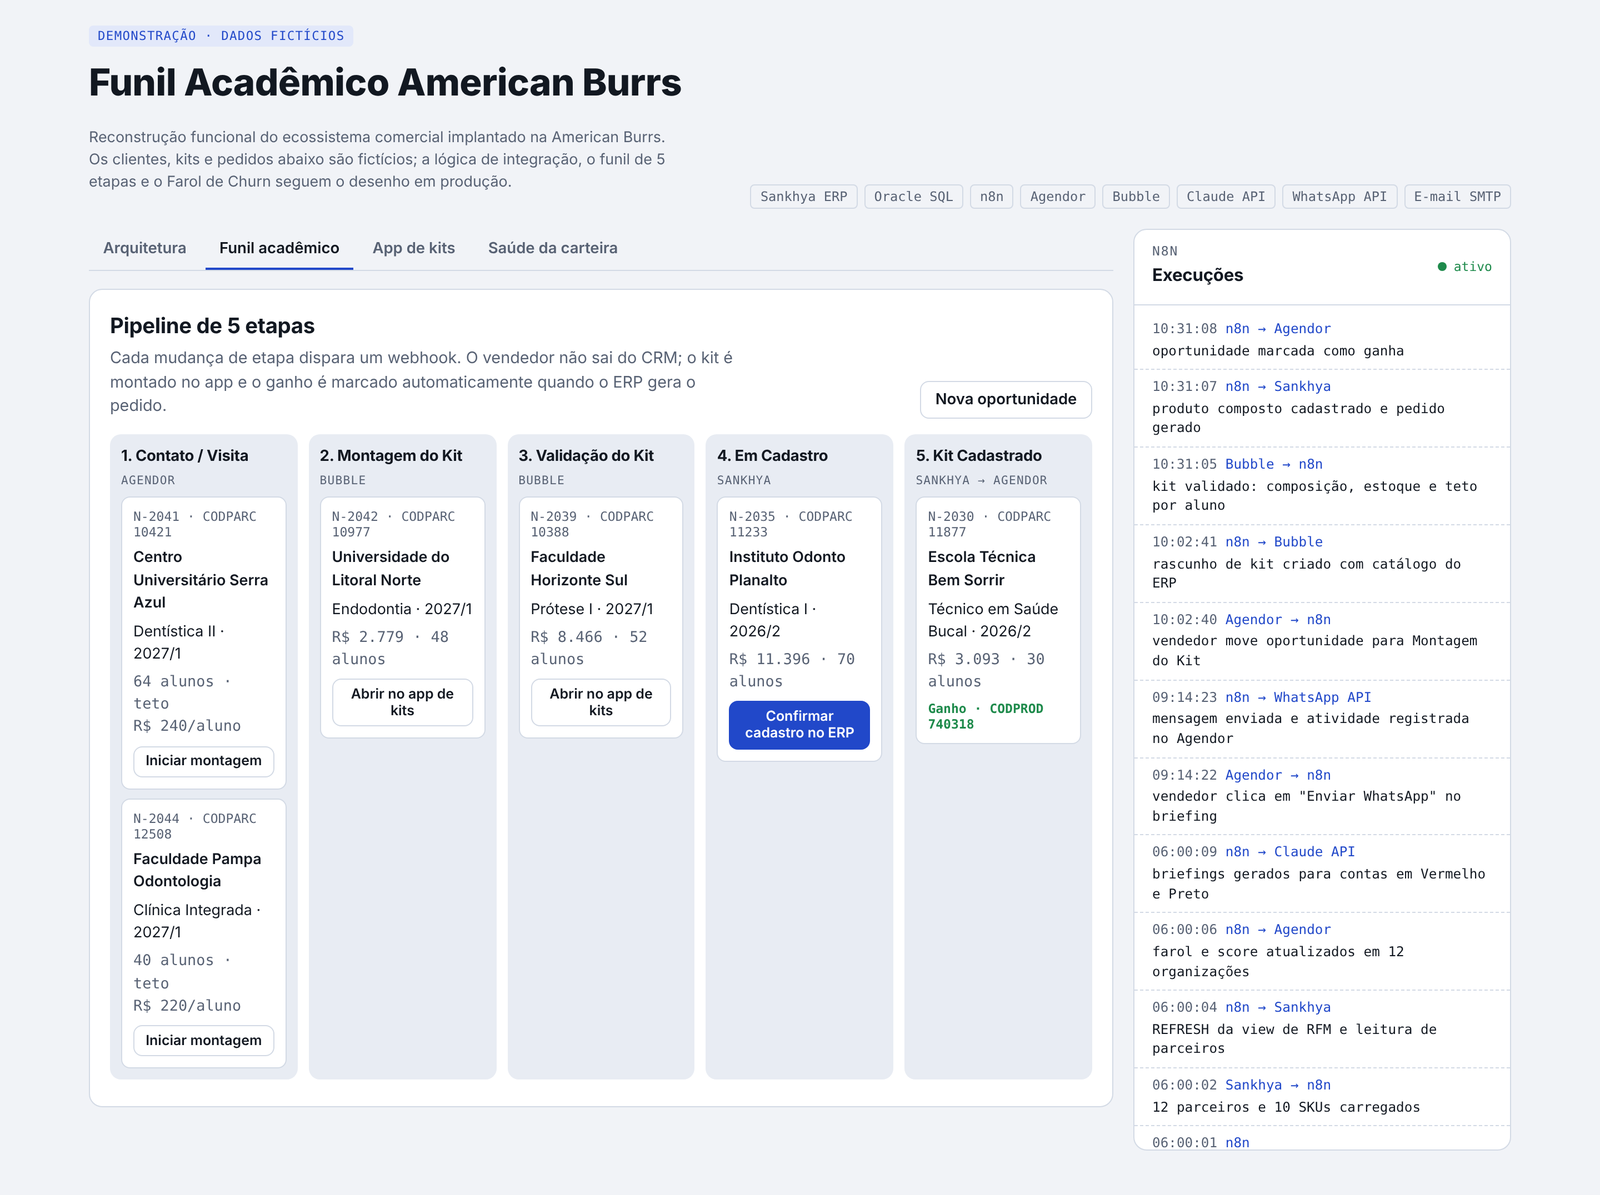 DEMONSTRAÇÃO · DADOS FICTÍCIOS
Funil Acadêmico American Burrs
Reconstrução funcional do ecossistema comercial implantado na American Burrs.
Os clientes, kits e pedidos abaixo são fictícios; a lógica de integração, o funil de 5
etapas e o Farol de Churn seguem o desenho em produção.
Sankhya ERP
Oracle SQL
n8n
Agendor
Bubble
Claude API
WhatsApp API
E-mail SMTP
Arquitetura
Funil acadêmico
App de kits
Saúde da carteira
Pipeline de 5 etapas
Cada mudança de etapa dispara um webhook. O vendedor não sai do CRM; o kit é
montado no app e o ganho é marcado automaticamente quando o ERP gera o
pedido.
Nova oportunidade
1. Contato / Visita
AGENDOR
N-2041 · CODPARC
10421
Centro
Universitário Serra
Azul
Dentística II ·
2027/1
64 alunos ·
teto
R$ 240/aluno
Iniciar montagem
N-2044 · CODPARC
12508
Faculdade Pampa
Odontologia
Clínica Integrada ·
2027/1
40 alunos ·
teto
R$ 220/aluno
Iniciar montagem
2. Montagem do Kit
BUBBLE
N-2042 · CODPARC
10977
Universidade do
Litoral Norte
Endodontia · 2027/1
R$ 2.779 · 48
alunos
Abrir no app de
kits
3. Validação do Kit
BUBBLE
N-2039 · CODPARC
10388
Faculdade
Horizonte Sul
Prótese I · 2027/1
R$ 8.466 · 52
alunos
Abrir no app de
kits
4. Em Cadastro
SANKHYA
N-2035 · CODPARC
11233
Instituto Odonto
Planalto
Dentística I ·
2026/2
R$ 11.396 · 70
alunos
Confirmar
cadastro no ERP
5. Kit Cadastrado
SANKHYA → AGENDOR
N-2030 · CODPARC
11877
Escola Técnica
Bem Sorrir
Técnico em Saúde
Bucal · 2026/2
R$ 3.093 · 30
alunos
Ganho · CODPROD
740318
N8N
Execuções
ativo
10:31:08 n8n → Agendor
oportunidade marcada como ganha
10:31:07 n8n → Sankhya
produto composto cadastrado e pedido
gerado
10:31:05 Bubble → n8n
kit validado: composição, estoque e teto
por aluno
10:02:41 n8n → Bubble
rascunho de kit criado com catálogo do
ERP
10:02:40 Agendor → n8n
vendedor move oportunidade para Montagem
do Kit
09:14:23 n8n → WhatsApp API
mensagem enviada e atividade registrada
no Agendor
09:14:22 Agendor → n8n
vendedor clica em "Enviar WhatsApp" no
briefing
06:00:09 n8n → Claude API
briefings gerados para contas em Vermelho
e Preto
06:00:06 n8n → Agendor
farol e score atualizados em 12
organizações
06:00:04 n8n → Sankhya
REFRESH da view de RFM e leitura de
parceiros
06:00:02 Sankhya → n8n
12 parceiros e 10 SKUs carregados
06:00:01 n8n